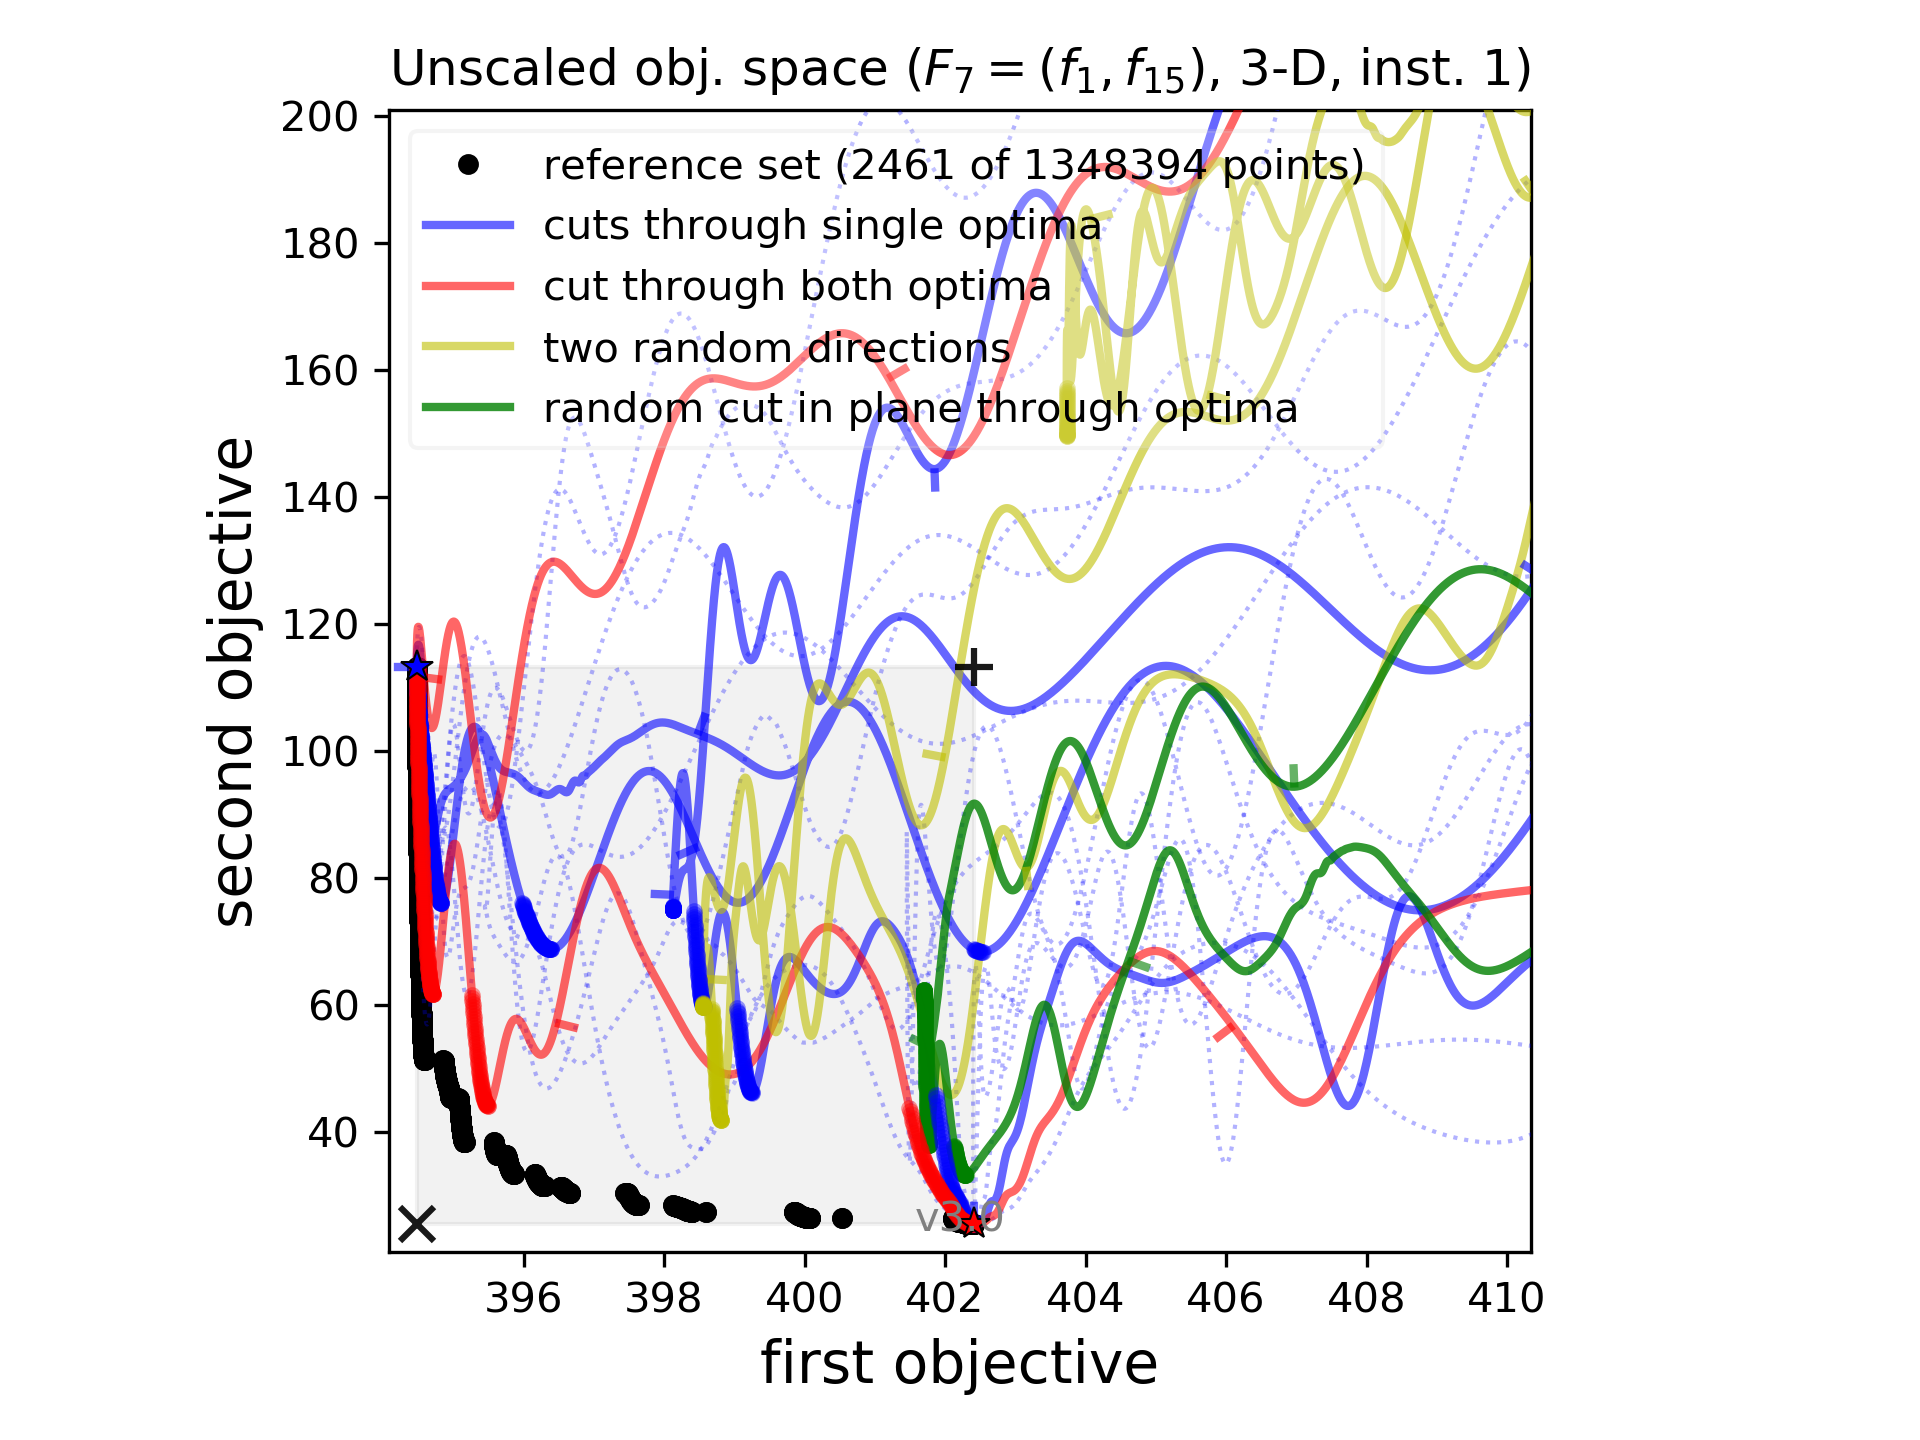 Unscaled obj. space (F₇ = (f₁, f₁₅), 3-D, inst. 1)
reference set (2461 of 1348394 points)
cuts through single optima
cut through both optima
two random directions
random cut in plane through optima
200
180
160
140
120
100
80
60
40
second objective
v3.0
396 398 400 402 404 406 408 410
first objective